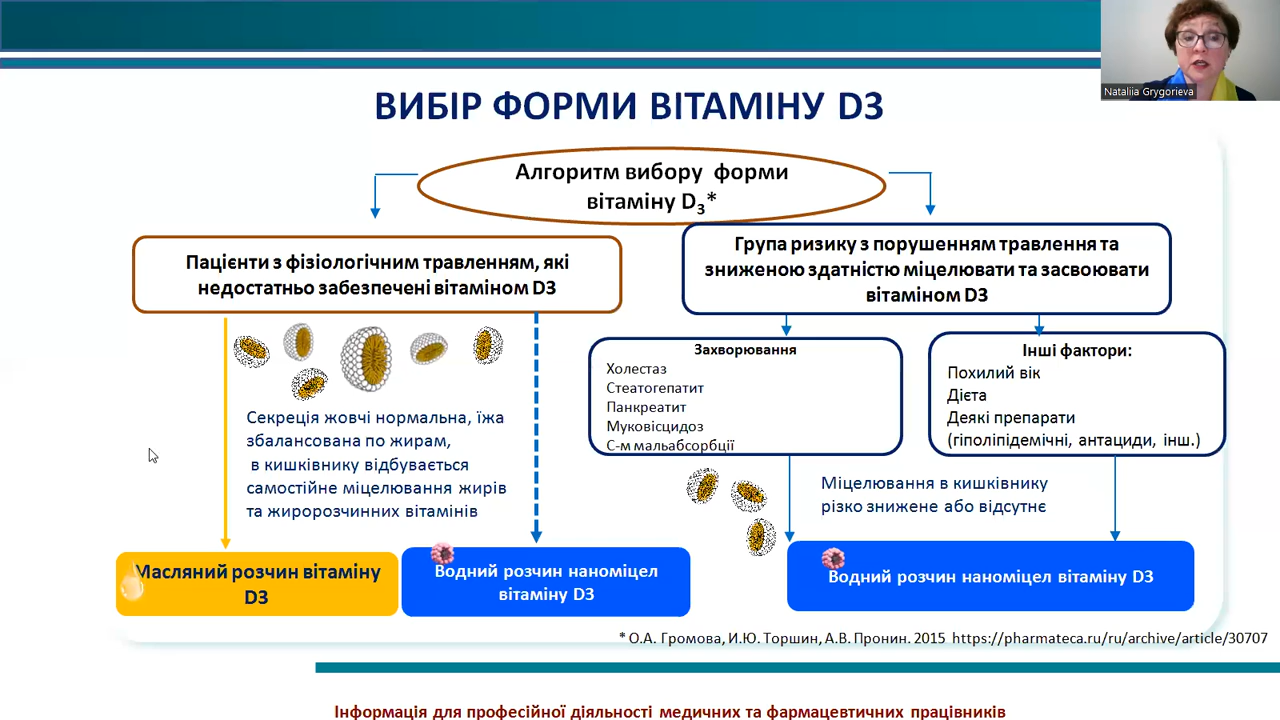 Nataliia Grygorieva
ВИБІР ФОРМИ ВІТАМІНУ D3
Алгоритм вибору форми
вітаміну D₃*
Пацієнти з фізіологічним травленням, які
недостатньо забезпечені вітаміном D3
Група ризику з порушенням травлення та
зниженою здатністю міцелювати та засвоювати
вітаміном D3
Секреція жовчі нормальна, їжа
збалансована по жирам,
в кишківнику відбувається
самостійне міцелювання жирів
та жиророзчинних вітамінів
Захворювання
Холестаз
Стеатогепатит
Панкреатит
Муковісцидоз
С-м мальабсорбції
Інші фактори:
Похилий вік
Дієта
Деякі препарати
(гіполіпідемічні, антациди, інш.)
Міцелювання в кишківнику
різко знижене або відсутнє
Масляний розчин вітаміну
D3
Водний розчин наноміцел
вітаміну D3
Водний розчин наноміцел вітаміну D3
* О.А. Громова, И.Ю. Торшин, А.В. Пронин. 2015 https://pharmateca.ru/ru/archive/article/30707
Інформація для професійної діяльності медичних та фармацевтичних працівників